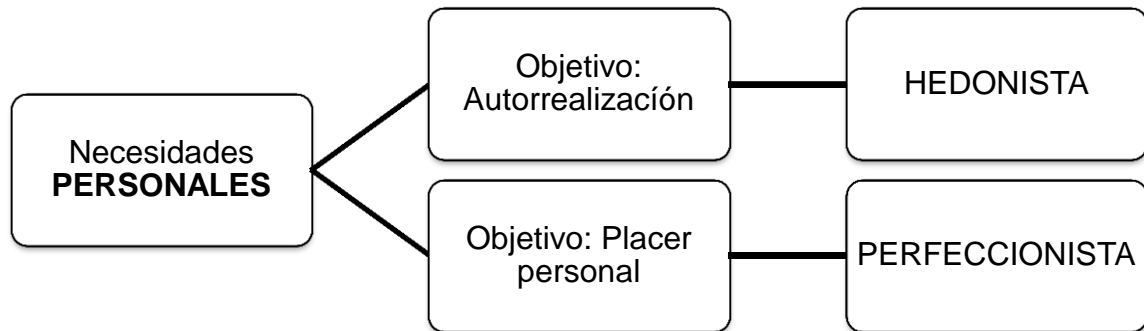 Necesidades
PERSONALES
Objetivo:
Autorrealizacíón
HEDONISTA
Objetivo: Placer
personal
PERFECCIONISTA